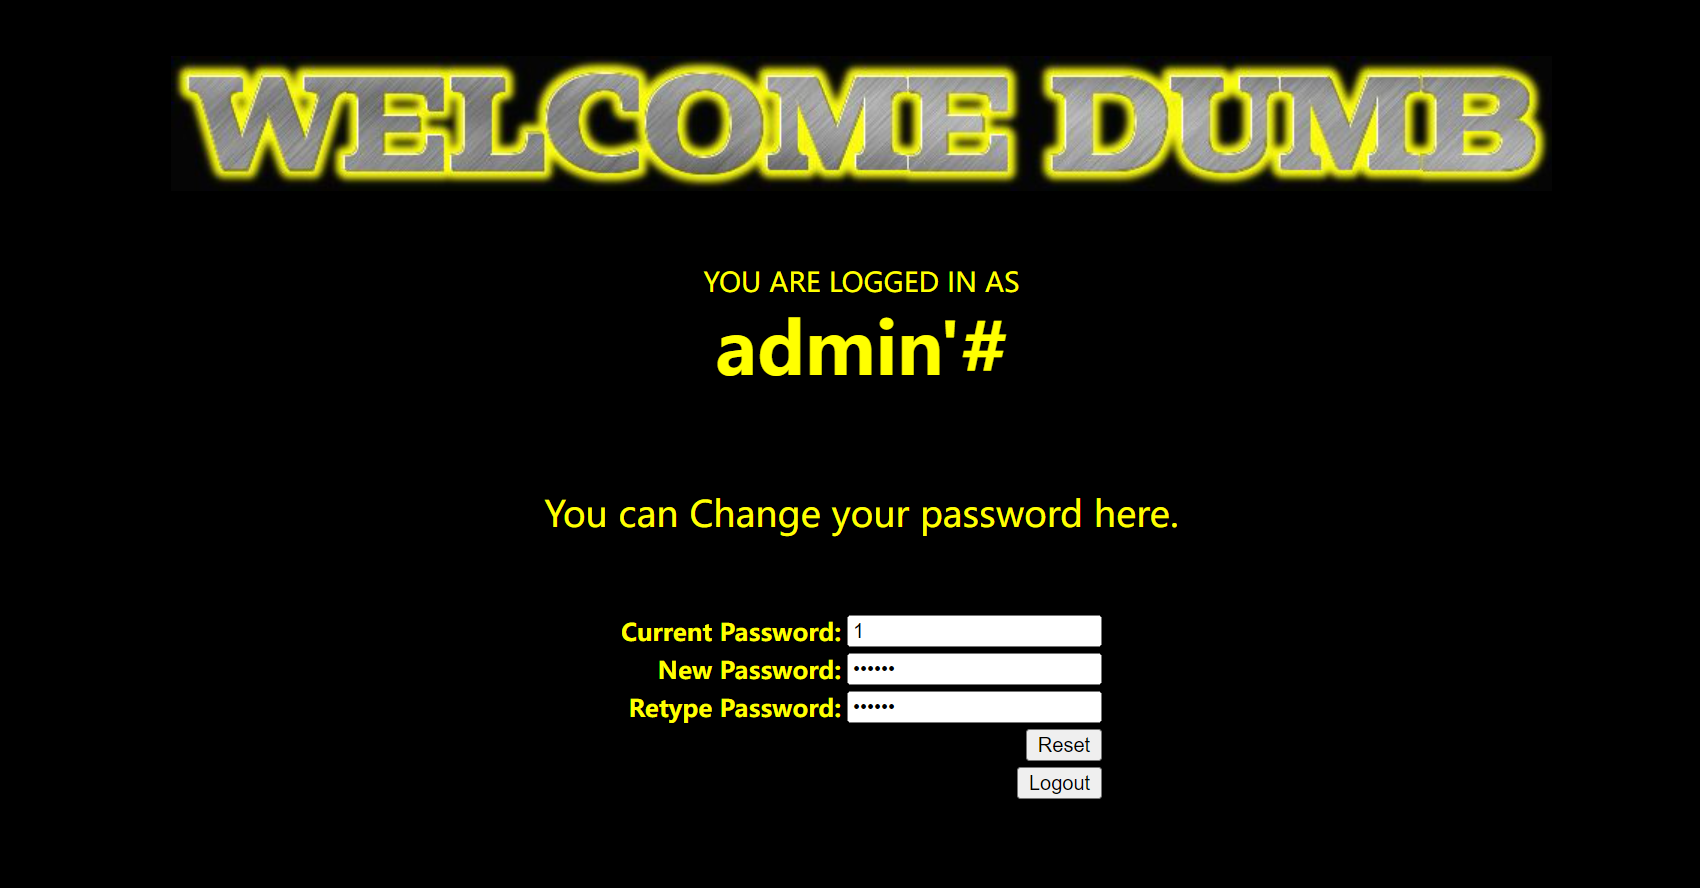 WELCOME DUMB
YOU ARE LOGGED IN AS
admin'#
You can Change your password here.
Current Password: 1
New Password: ••••••
Retype Password: ••••••
Reset
Logout